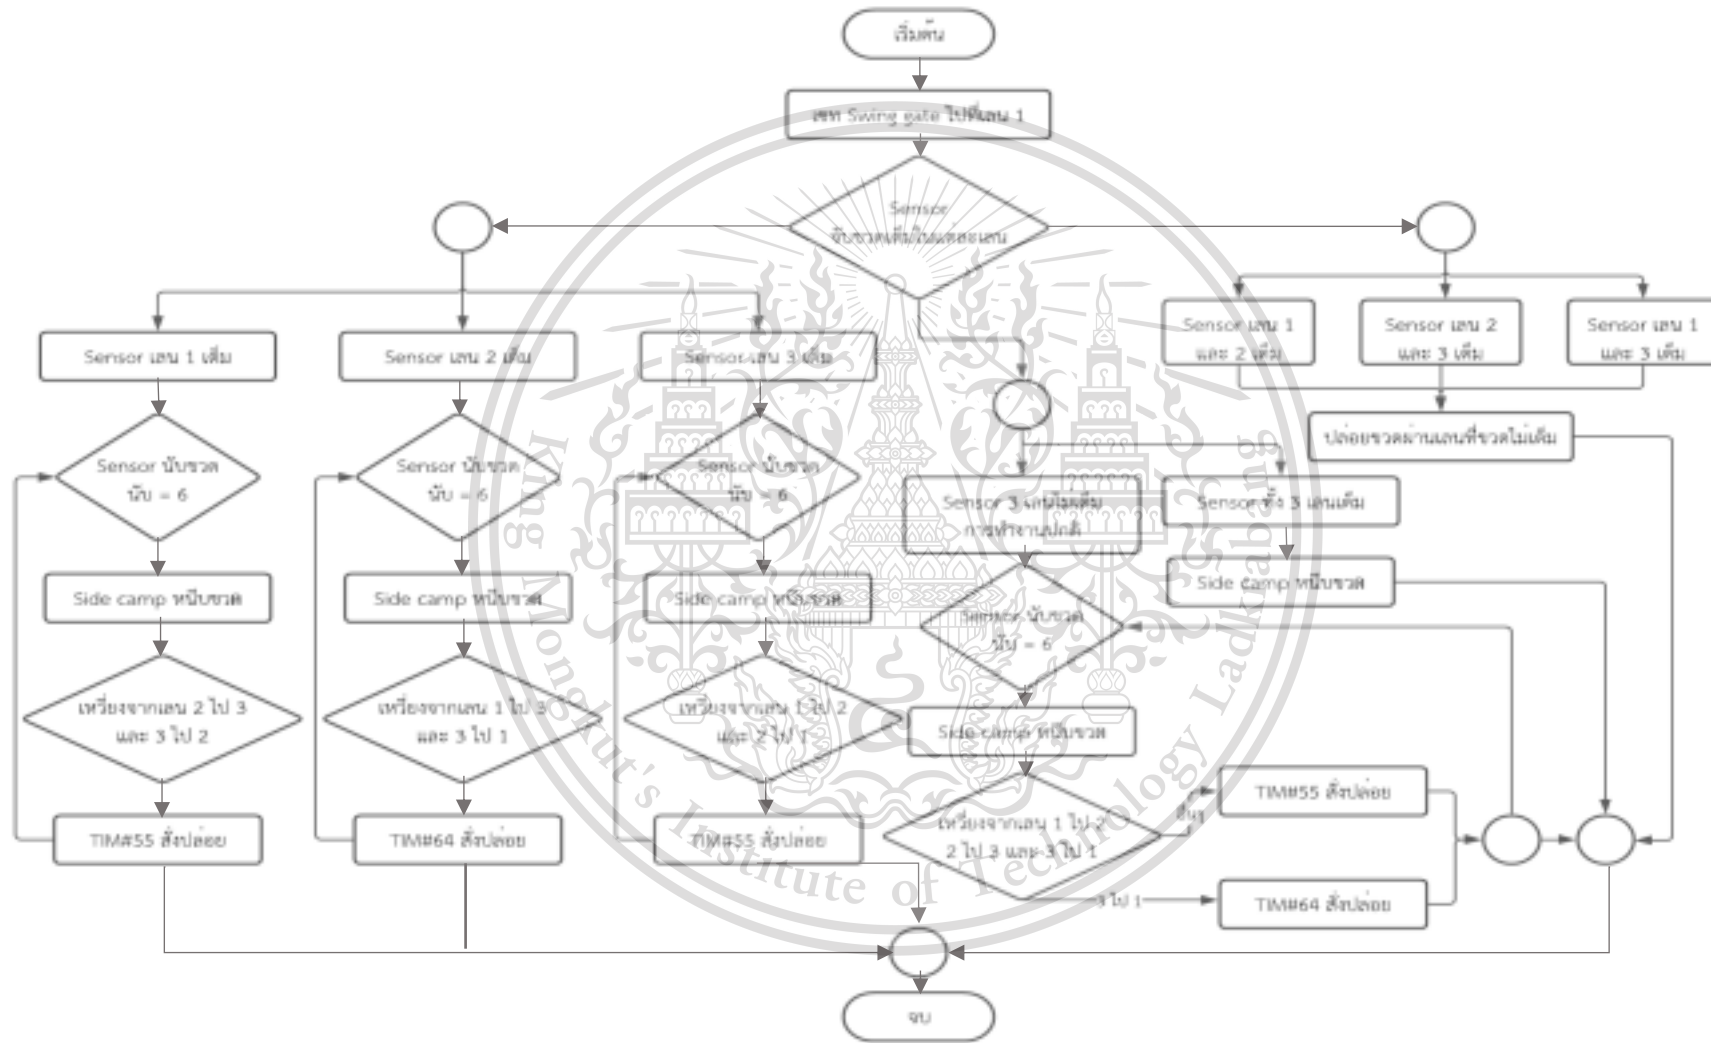 เริ่มต้น
เซท Swing gate ไปที่เลน 1
Sensor
จับขวดเต็มในแต่ละเลน
Sensor เลน 1 เต็ม
Sensor เลน 2 เต็ม
Sensor เลน 3 เต็ม
Sensor เลน 1
และ 2 เต็ม
Sensor เลน 2
และ 3 เต็ม
Sensor เลน 1
และ 3 เต็ม
ปล่อยขวดผ่านเลนที่ขวดไม่เต็ม
Sensor นับขวด
นับ = 6
Sensor นับขวด
นับ = 6
Sensor นับขวด
นับ = 6
Sensor 3 เลนไม่เต็ม
การทำงานปกติ
Sensor ทั้ง 3 เลนเต็ม
Side camp หนีบขวด
Side camp หนีบขวด
Side camp หนีบขวด
Side camp หนีบขวด
Sensor นับขวด
นับ = 6
เหวี่ยงจากเลน 2 ไป 3
และ 3 ไป 2
เหวี่ยงจากเลน 1 ไป 3
และ 3 ไป 1
เหวี่ยงจากเลน 1 ไป 2
และ 2 ไป 1
Side camp หนีบขวด
เหวี่ยงจากเลน 1 ไป 2
2 ไป 3 และ 3 ไป 1
อื่นๆ
3 ไป 1
TIM#55 สั่งปล่อย
TIM#64 สั่งปล่อย
TIM#55 สั่งปล่อย
TIM#55 สั่งปล่อย
TIM#64 สั่งปล่อย
จบ
King Mongkut's Institute of Technology Ladkrabang